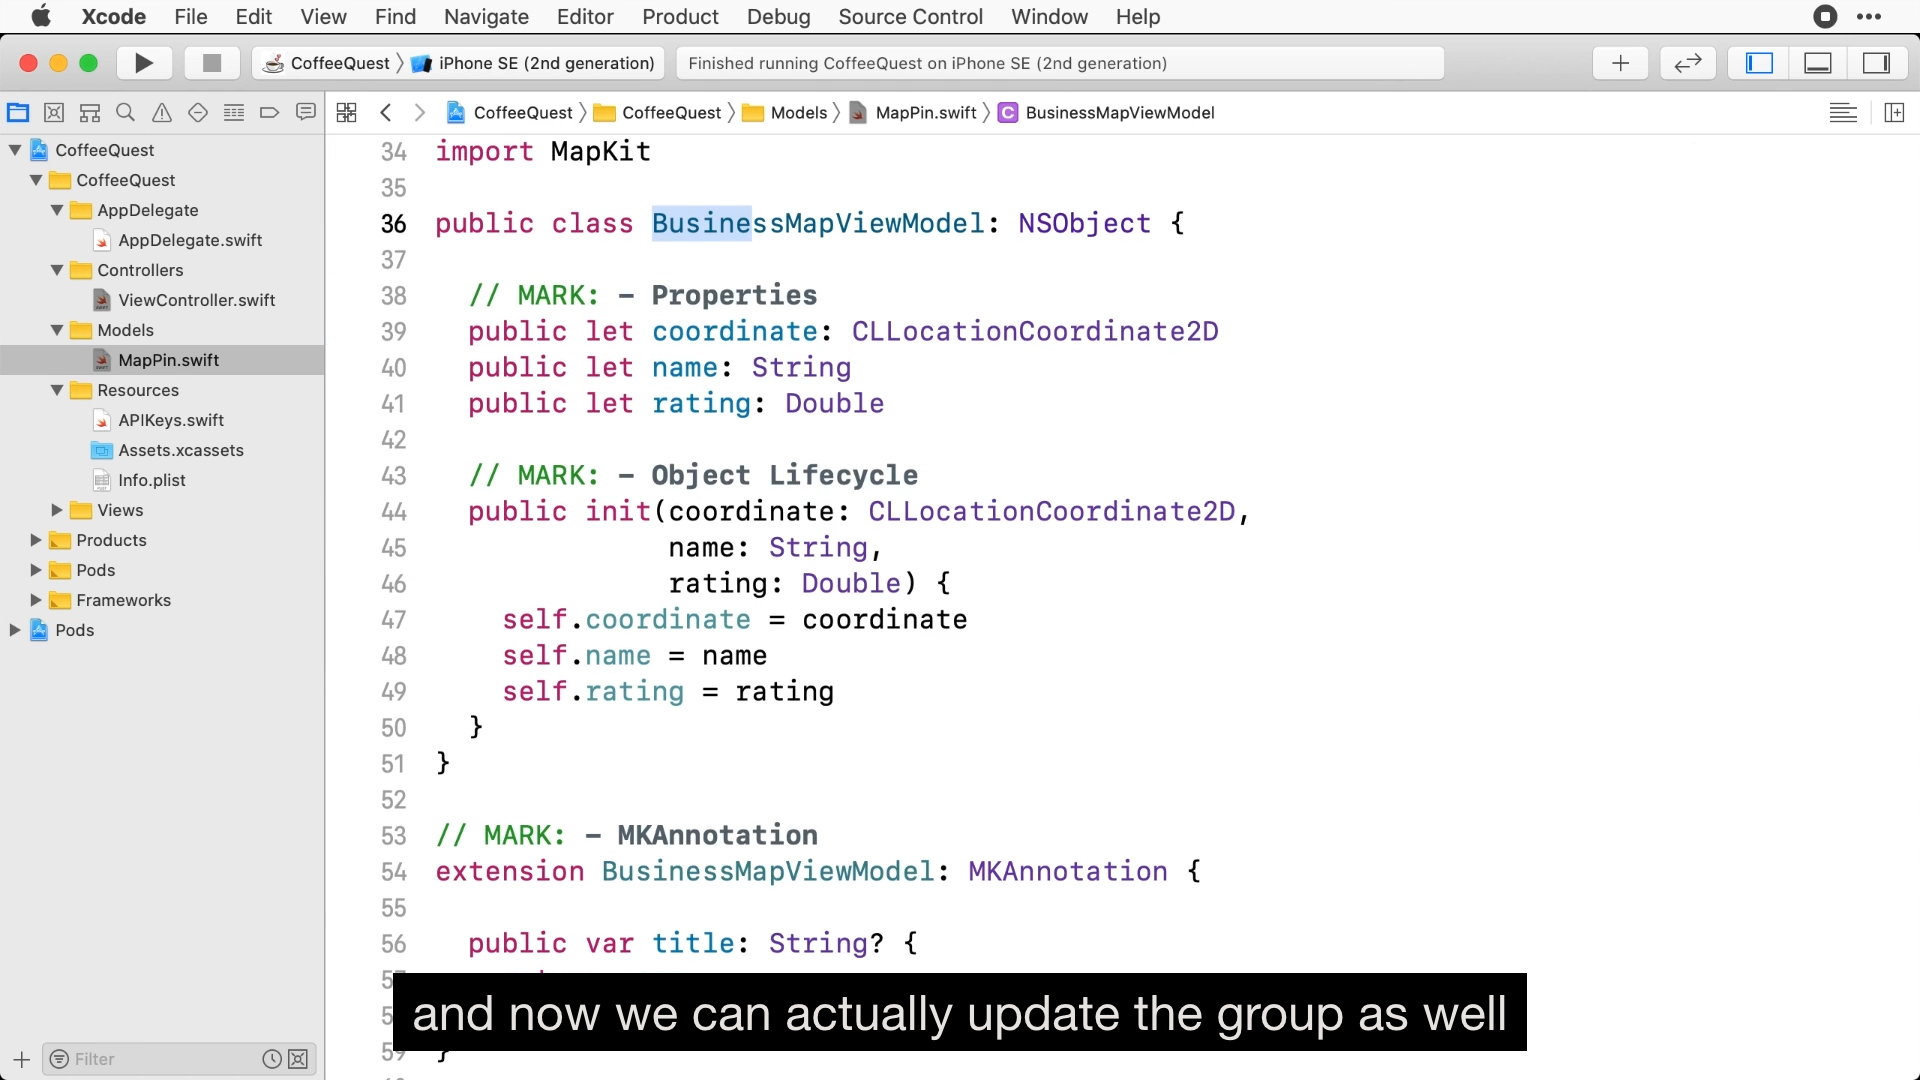 Xcode File Edit View Find Navigate Editor Product Debug Source Control Window Help
CoffeeQuest iPhone SE (2nd generation) Finished running CoffeeQuest on iPhone SE (2nd generation)
CoffeeQuest CoffeeQuest Models MapPin.swift C BusinessMapViewModel
CoffeeQuest
CoffeeQuest
AppDelegate
AppDelegate.swift
Controllers
ViewController.swift
Models
MapPin.swift
Resources
APIKeys.swift
Assets.xcassets
Info.plist
Views
Products
Pods
Frameworks
Pods
Filter
34 import MapKit
35
36 public class BusinessMapViewModel: NSObject {
37
38 // MARK: - Properties
39 public let coordinate: CLLocationCoordinate2D
40 public let name: String
41 public let rating: Double
42
43 // MARK: - Object Lifecycle
44 public init(coordinate: CLLocationCoordinate2D,
45 name: String,
46 rating: Double) {
47 self.coordinate = coordinate
48 self.name = name
49 self.rating = rating
50 }
51 }
52
53 // MARK: - MKAnnotation
54 extension BusinessMapViewModel: MKAnnotation {
55
56 public var title: String? {
and now we can actually update the group as well
59 }